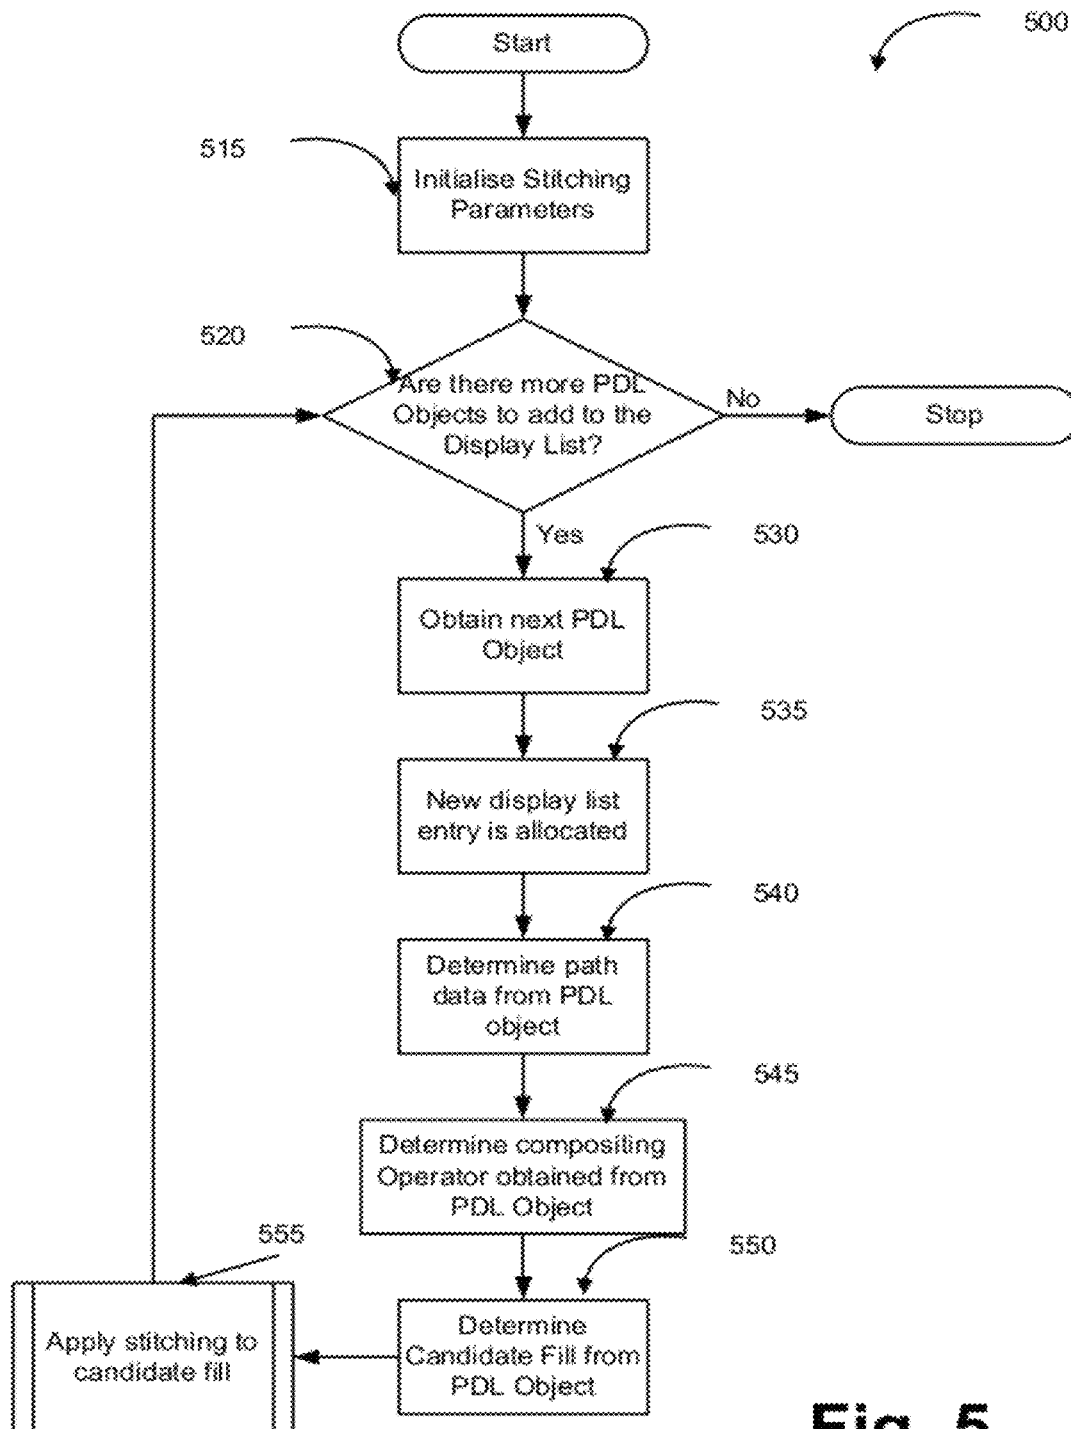 Start
500
515
Initialise Stitching
Parameters
520
Are there more PDL
Objects to add to the
Display List?
No
Stop
Yes
530
Obtain next PDL
Object
535
New display list
entry is allocated
540
Determine path
data from PDL
object
545
Determine compositing
Operator obtained from
PDL Object
555
550
Apply stitching to
candidate fill
Determine
Candidate Fill from
PDL Object
Fig. 5